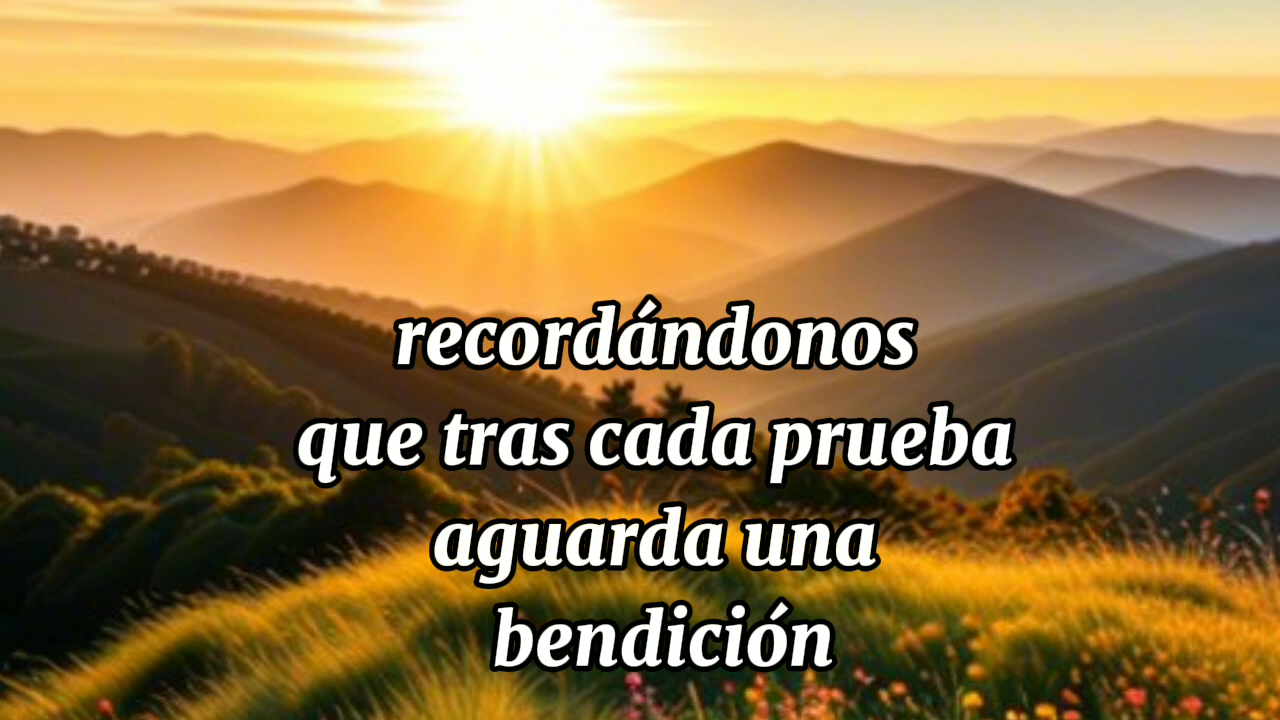 recordándonos
que tras cada prueba
aguarda una
bendición